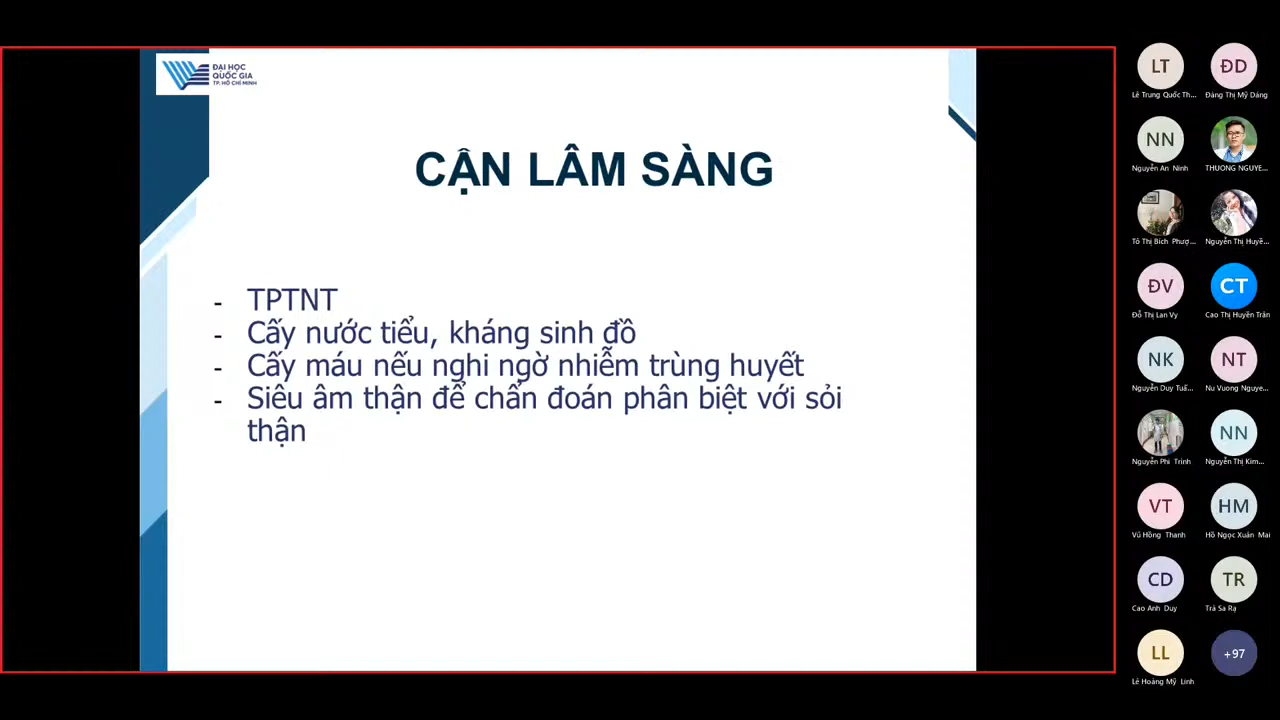 ĐẠI HỌC
QUỐC GIA
TP. HỒ CHÍ MINH
CẬN LÂM SÀNG
- TPTNT
- Cấy nước tiểu, kháng sinh đồ
- Cấy máu nếu nghi ngờ nhiễm trùng huyết
- Siêu âm thận để chẩn đoán phân biệt với sỏi
thận
LT
ĐD
Lê Trung Quốc Th...
Đàng Thị Mỹ Dáng
NN
Nguyễn An Ninh
THUONG NGUYE...
Tô Thị Bích Phượ...
Nguyễn Thị Huyề...
ĐV
CT
Đỗ Thị Lan Vy
Cao Thị Huyền Trân
NK
NT
Nguyễn Duy Tuấ...
Nu Vuong Nguye...
NN
Nguyễn Phi Trình
Nguyễn Thị Kim...
VT
HM
Vũ Hồng Thanh
Hồ Ngọc Xuân Mai
CD
TR
Cao Anh Duy
Trà Sa Rạ
LL
+97
Lê Hoàng Mỹ Linh